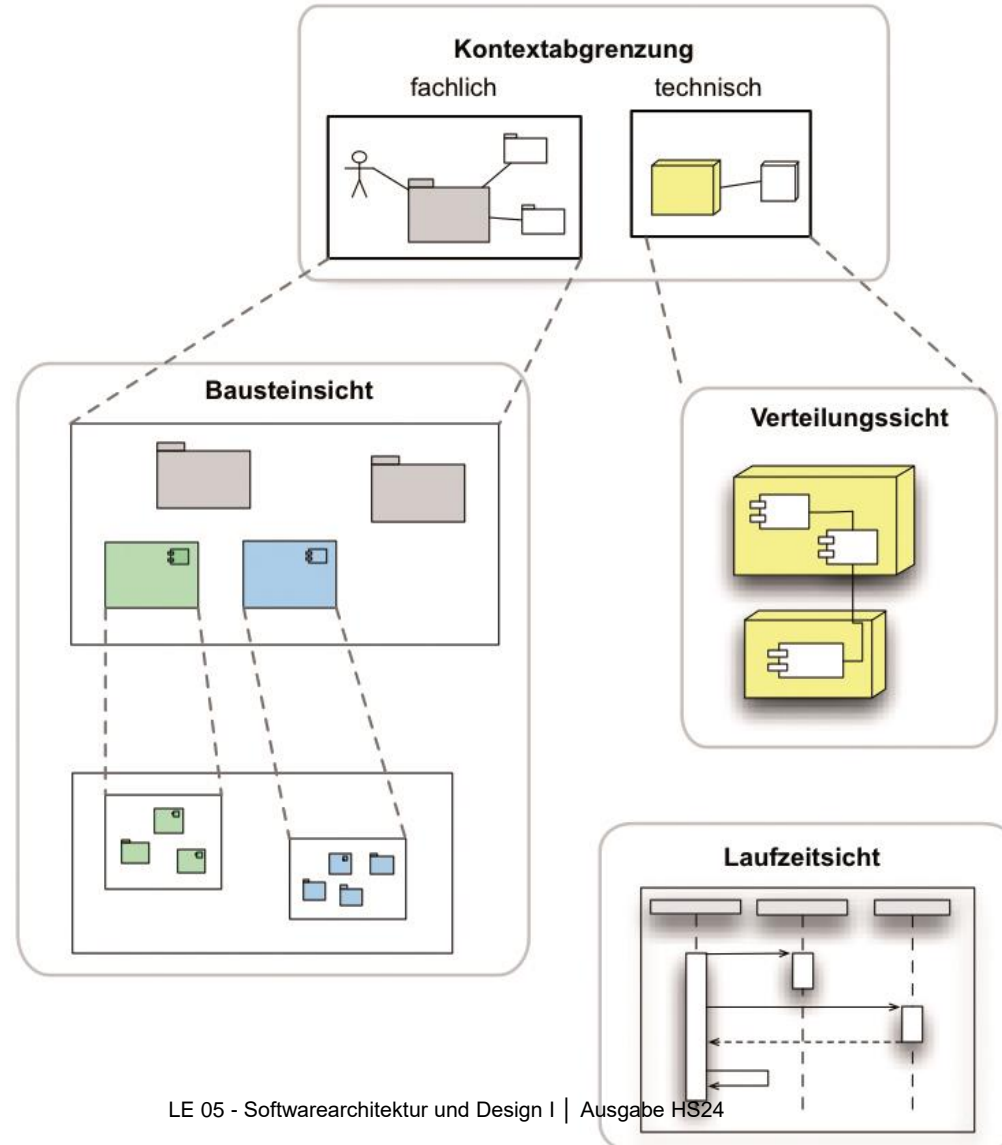 Kontextabgrenzung
fachlich
technisch
Bausteinsicht
Verteilungssicht
Laufzeitsicht
LE 05 - Softwarearchitektur und Design I | Ausgabe HS24